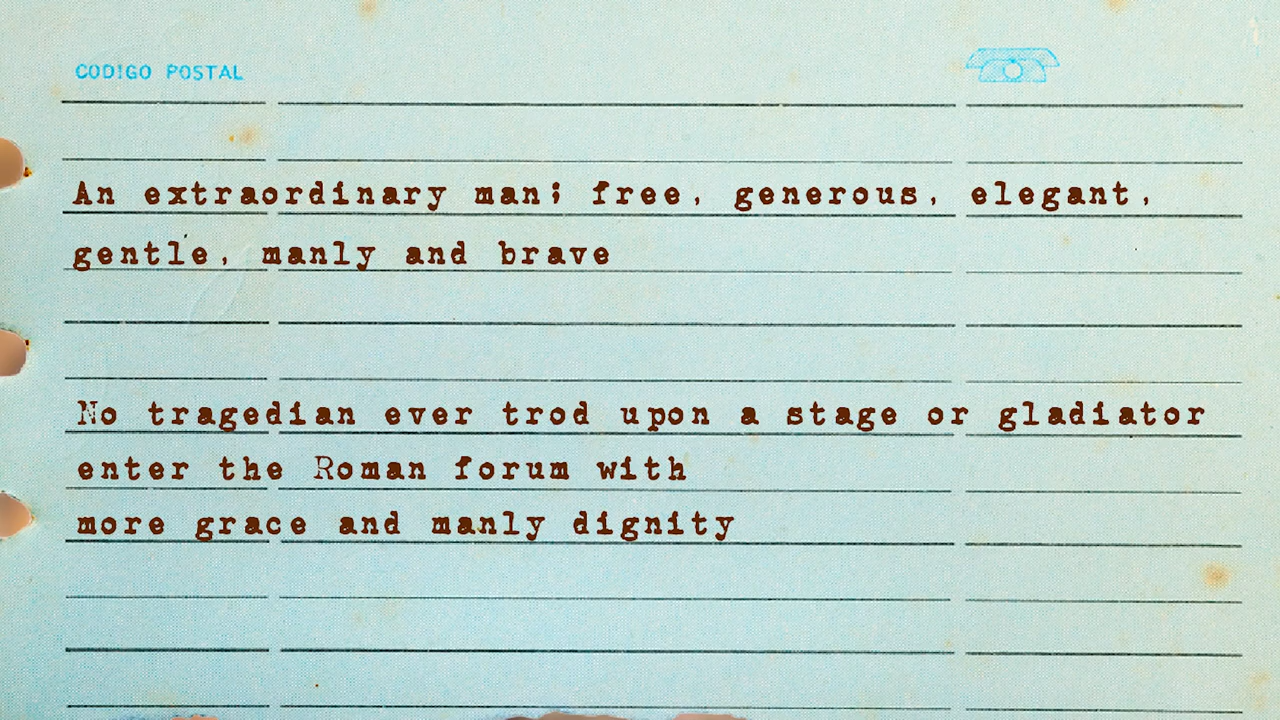 CODIGO POSTAL
An extraordinary man; free, generous, elegant,
gentle, manly and brave
No tragedian ever trod upon a stage or gladiator
enter the Roman forum with
more grace and manly dignity